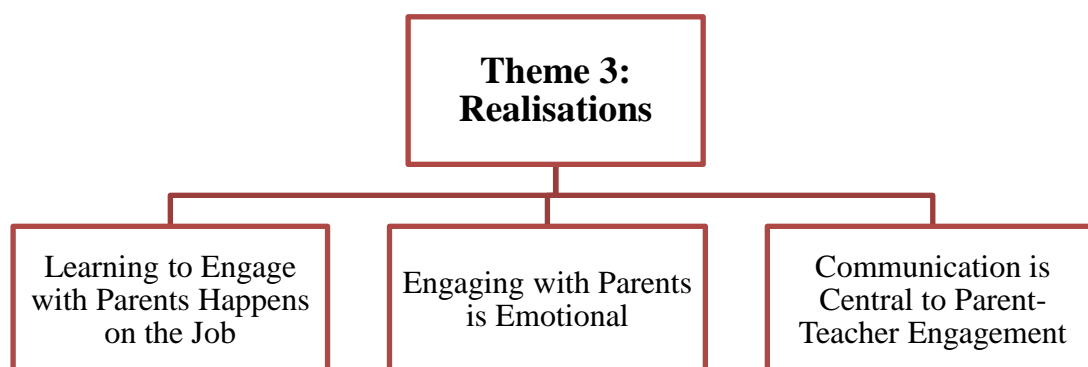 Theme 3:
Realisations
Learning to Engage
with Parents Happens
on the Job
Engaging with Parents
is Emotional
Communication is
Central to Parent-
Teacher Engagement